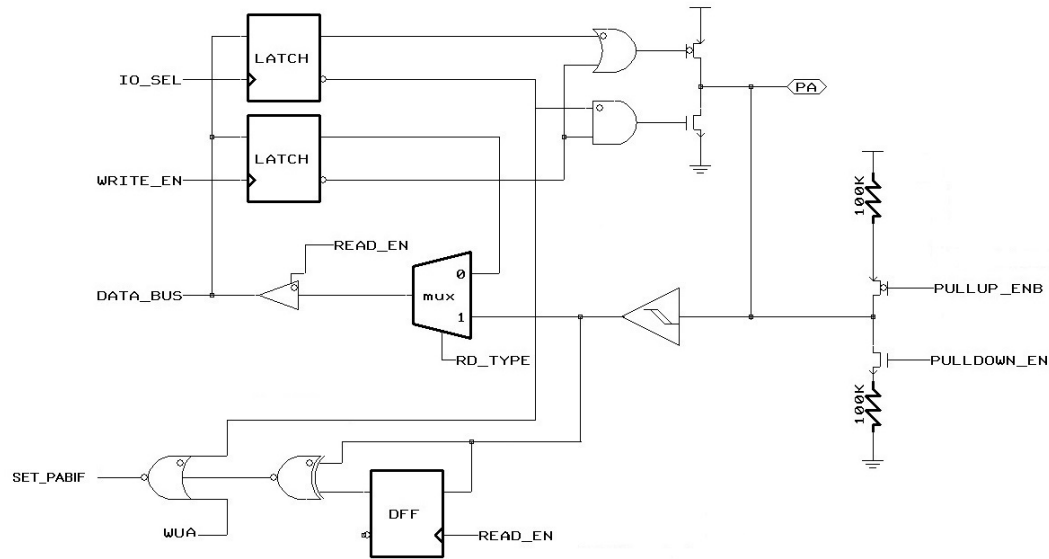 LATCH
IO_SEL
PA
LATCH
WRITE_EN
100K
READ_EN
0
DATA_BUS
mux
PULLUP_ENB
1
RD_TYPE
PULLDOWN_EN
100K
SET_PABIF
DFF
WUA
READ_EN